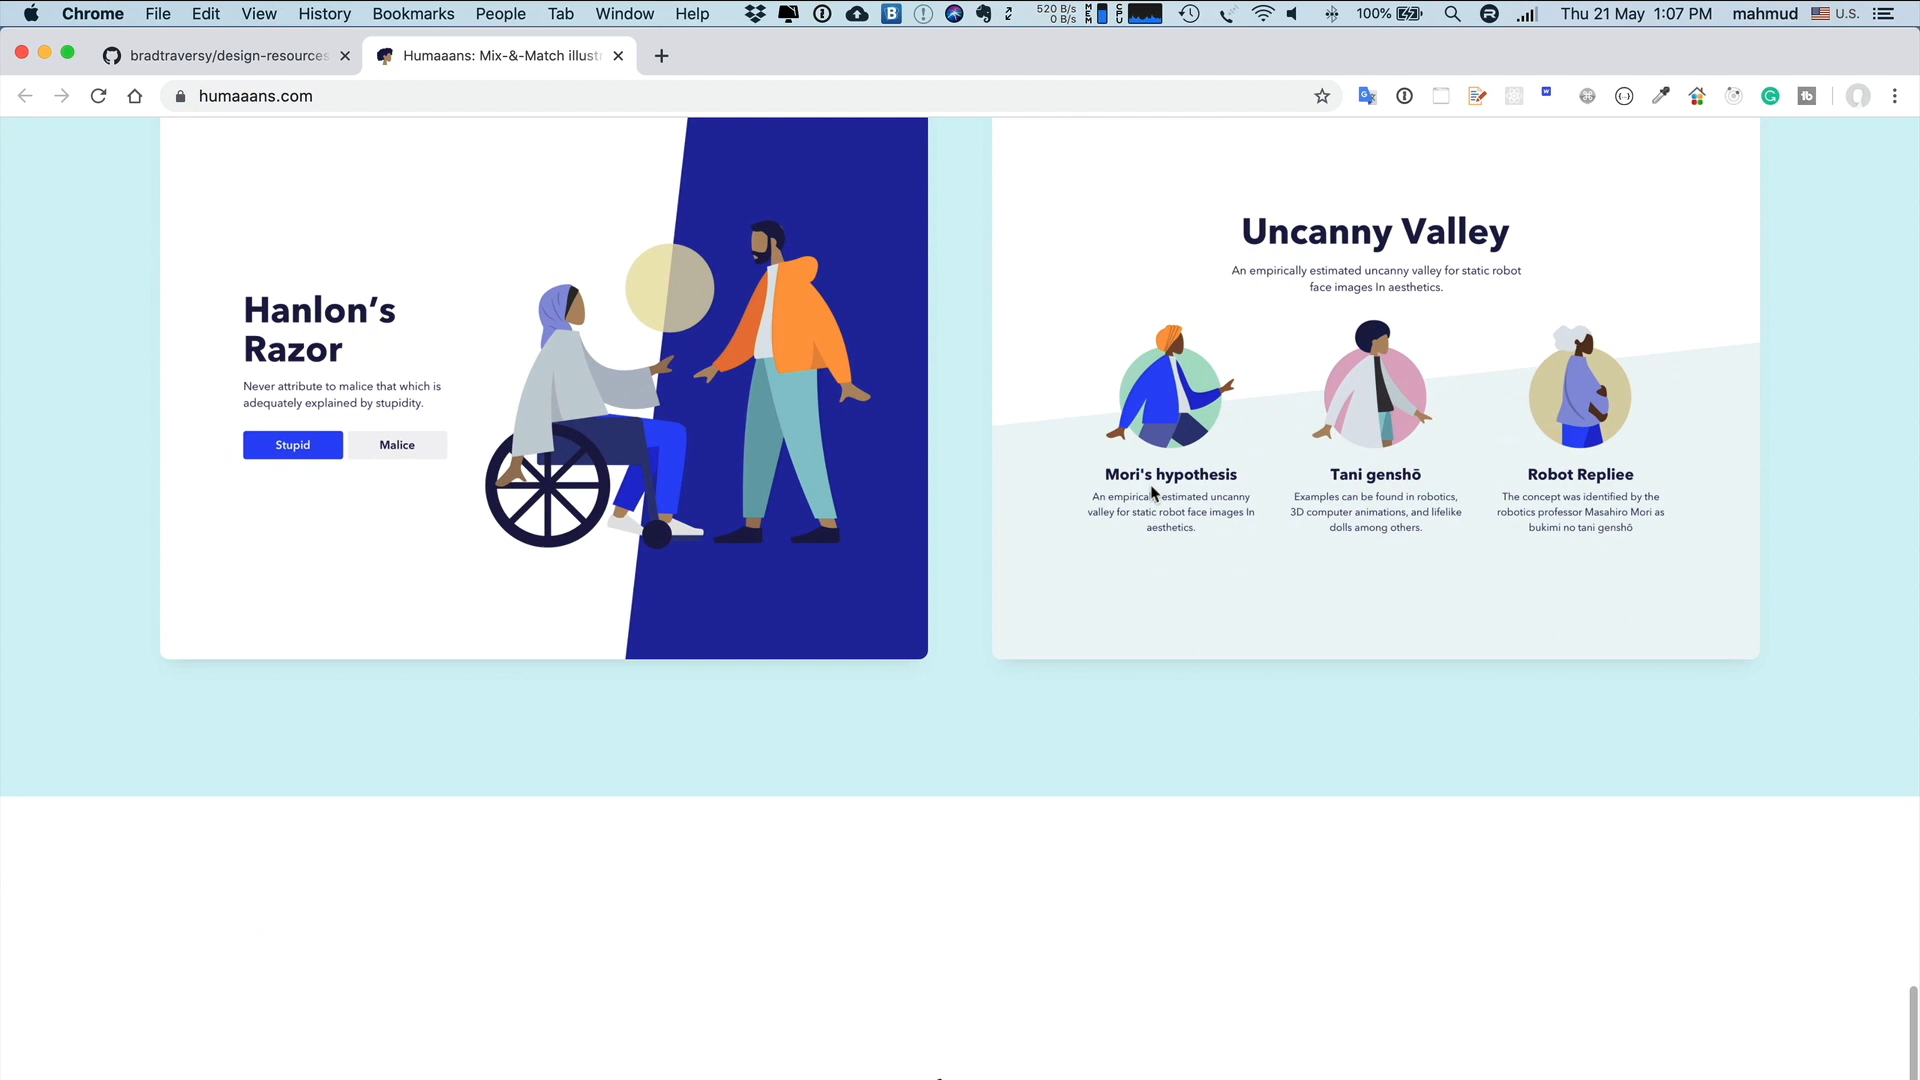 Chrome File Edit View History Bookmarks People Tab Window Help 520 B/s 0 B/s MEM CPU 100% Thu 21 May 1:07 PM mahmud U.S.
bradtraversy/design-resources
Humaaans: Mix-&-Match illust
humaaans.com
Hanlon’s
Razor
Never attribute to malice that which is
adequately explained by stupidity.
Stupid Malice
Uncanny Valley
An empirically estimated uncanny valley for static robot
face images In aesthetics.
Mori's hypothesis
An empirically estimated uncanny
valley for static robot face images In
aesthetics.
Tani genshō
Examples can be found in robotics,
3D computer animations, and lifelike
dolls among others.
Robot Repliee
The concept was identified by the
robotics professor Masahiro Mori as
bukimi no tani genshō